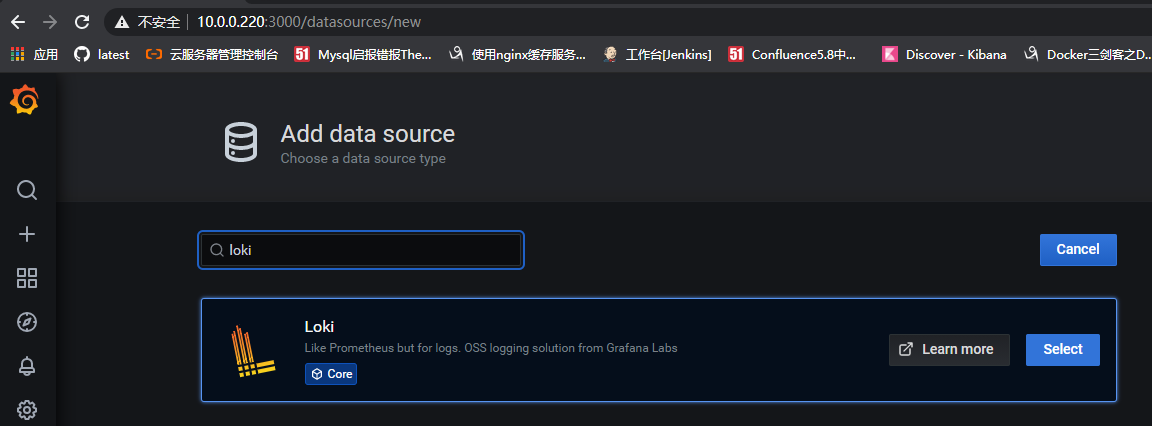 不安全 | 10.0.0.220:3000/datasources/new
应用 latest 云服务器管理控制台 51 Mysql启报错报The... 使用nginx缓存服务... 工作台[Jenkins] 51 Confluence5.8中... Discover - Kibana Docker三剑客之D...
Add data source
Choose a data source type
loki
Cancel
Loki
Like Prometheus but for logs. OSS logging solution from Grafana Labs
Core
Learn more
Select